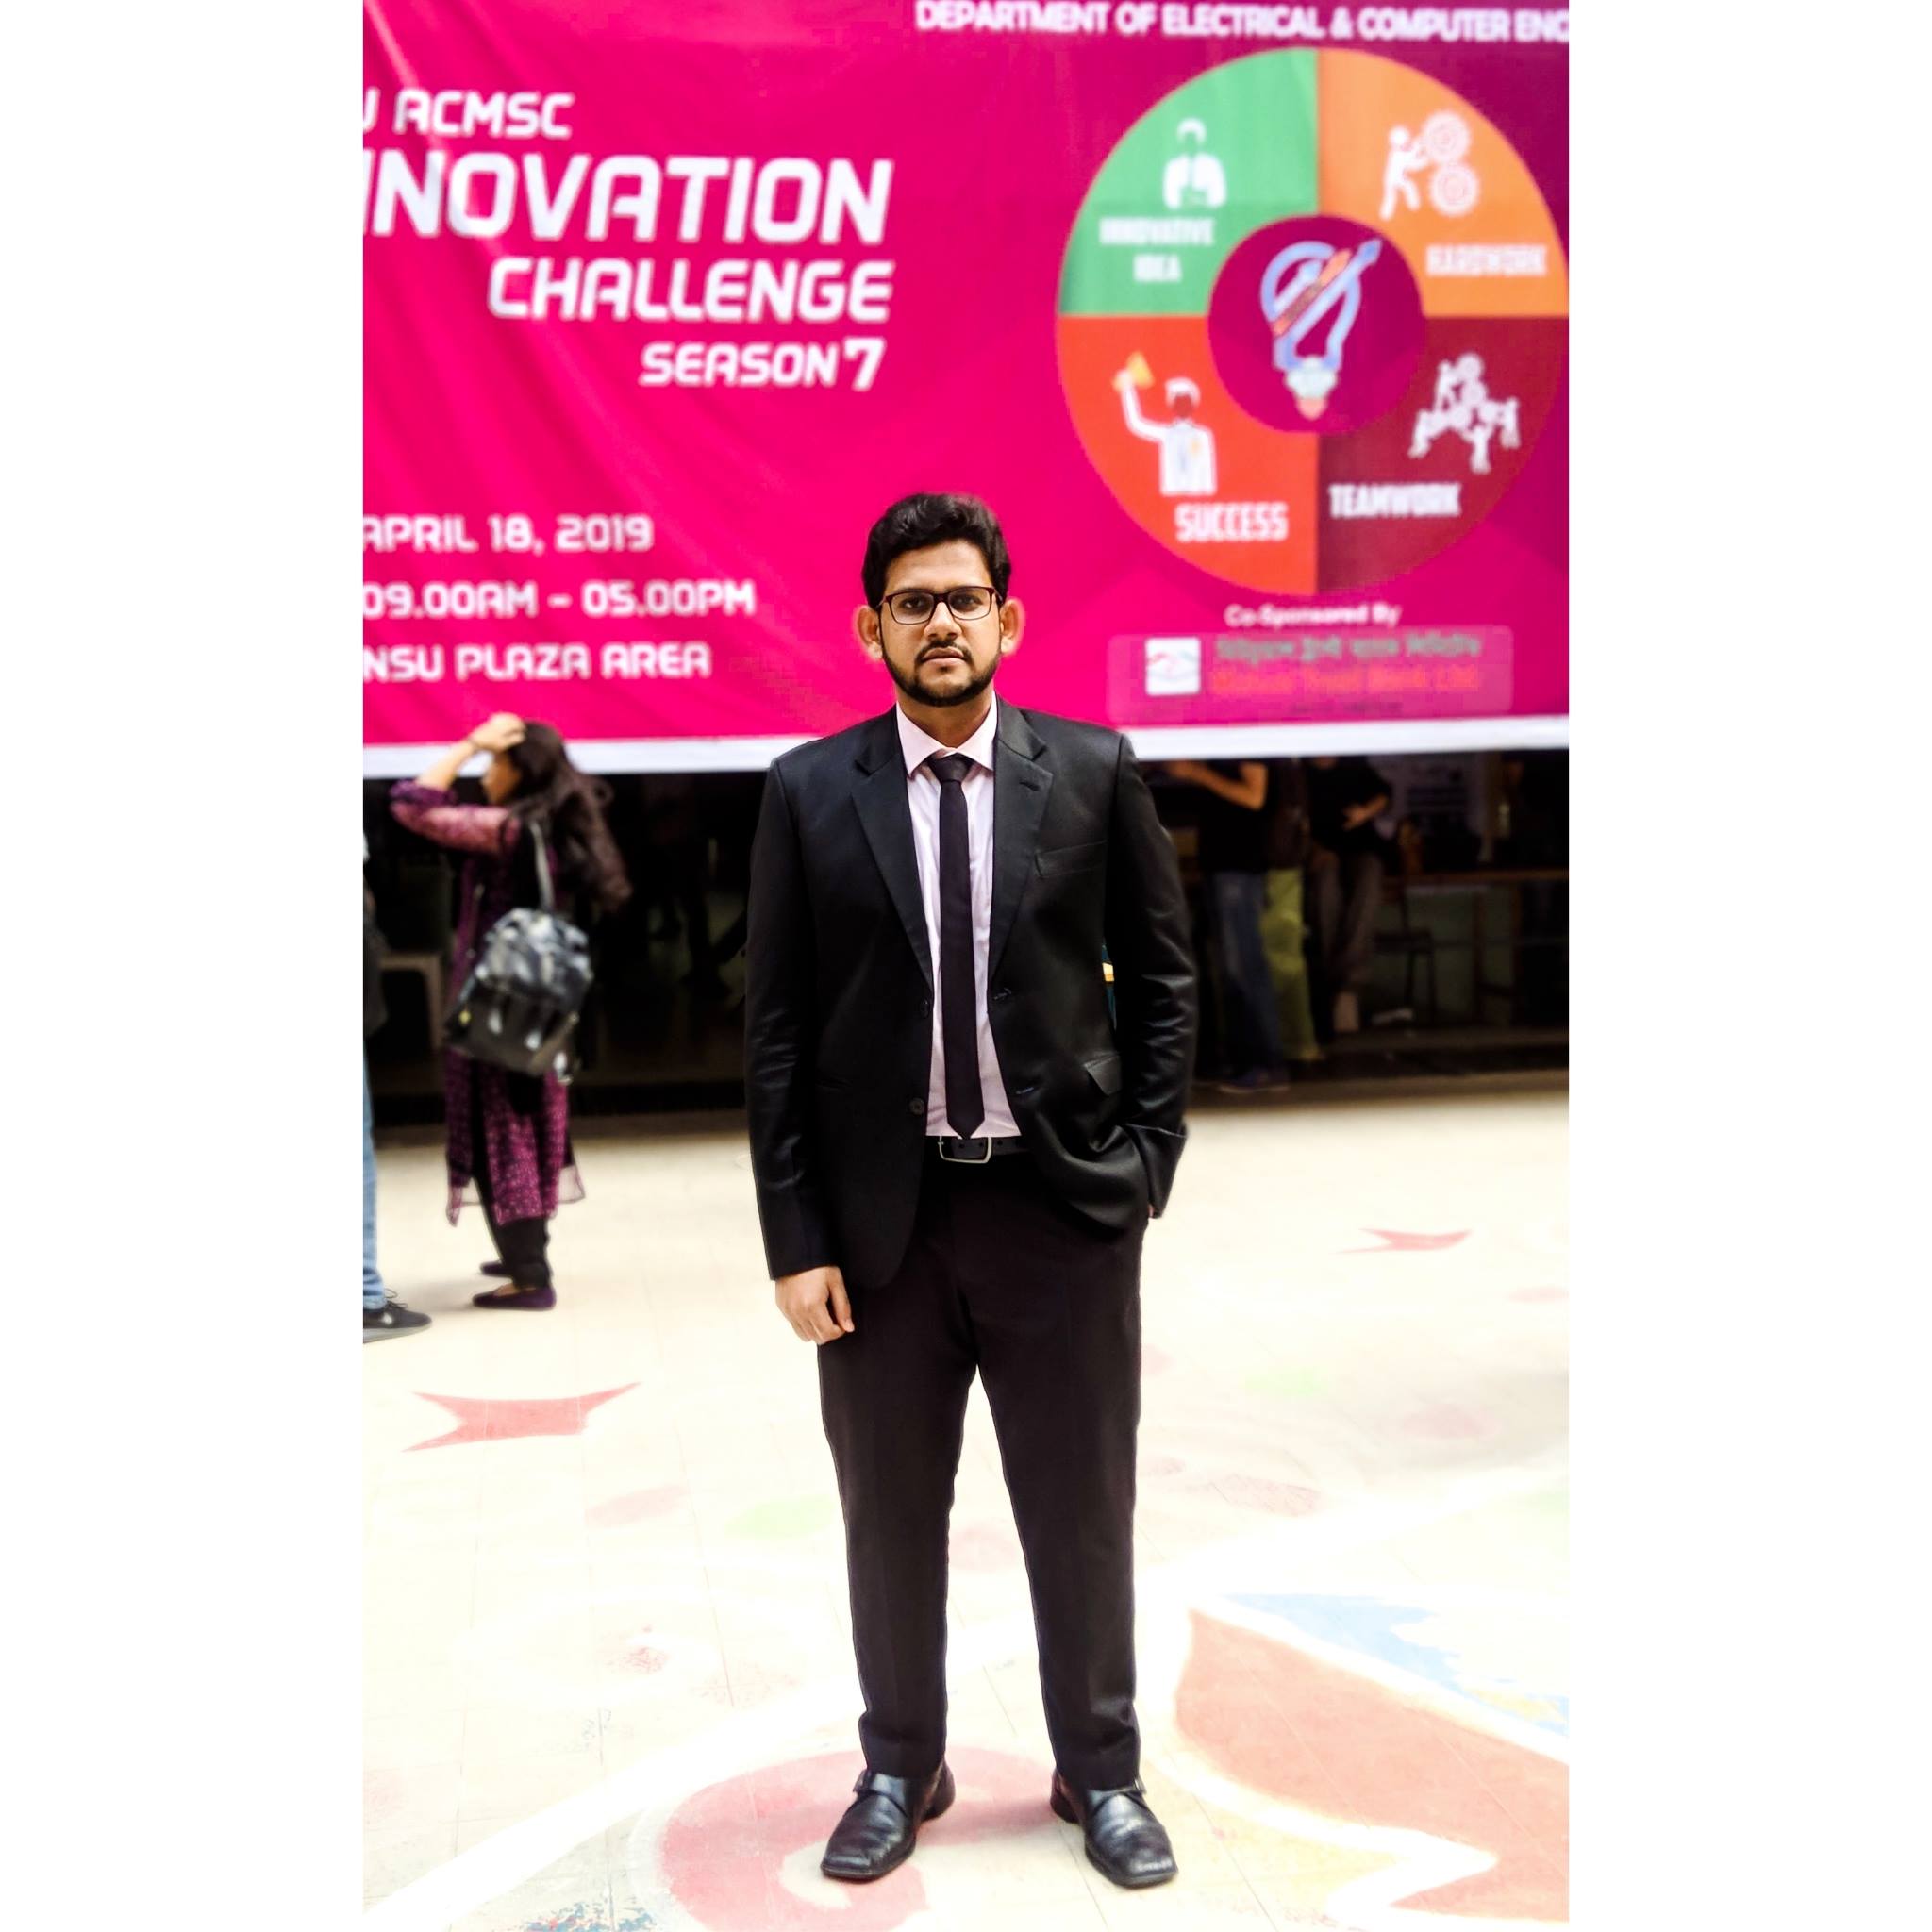 DEPARTMENT OF ELECTRICAL & COMPUTER ENG
U ACMSC
INNOVATION
CHALLENGE
SEASON 7
APRIL 18, 2019
09.00AM - 05.00PM
NSU PLAZA AREA
INNOVATIVE
IDEA
HARDWORK
SUCCESS
TEAMWORK
Co-Sponsored By